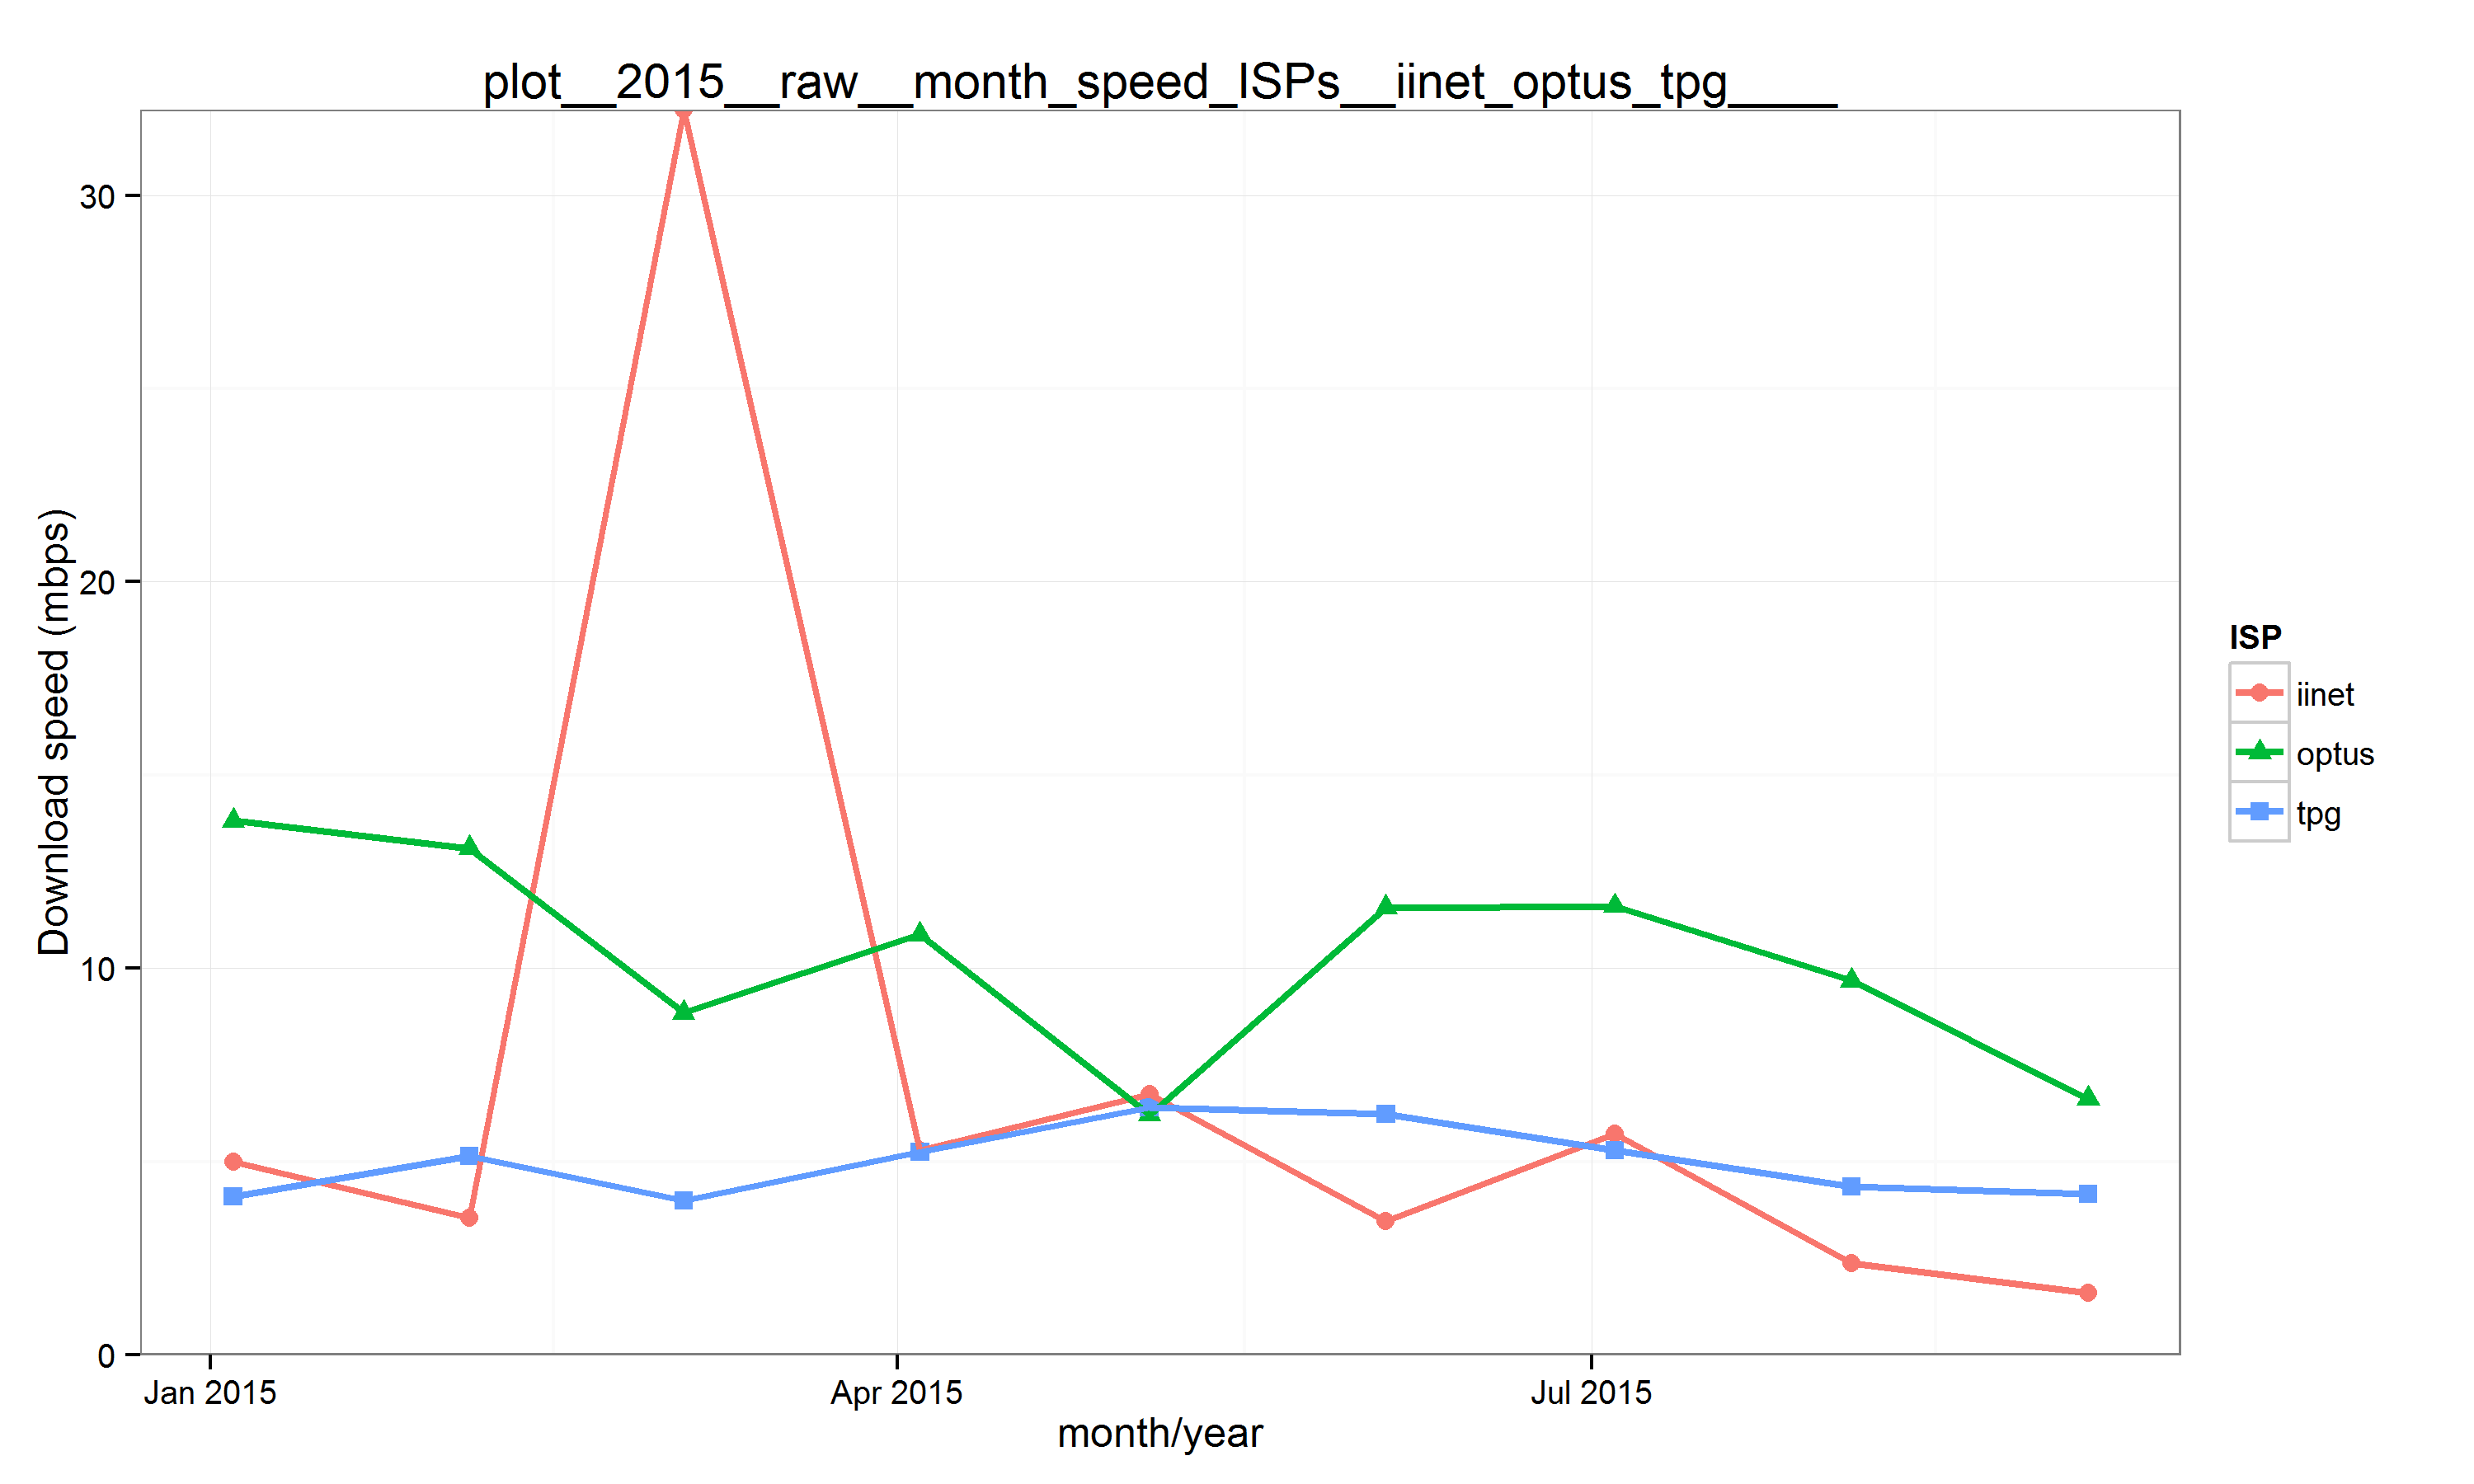 plot__2015__raw__month_speed_ISPs__iinet_optus_tpg____
Download speed (mbps)
30
20
10
0
Jan 2015
Apr 2015
Jul 2015
month/year
ISP
iinet
optus
tpg